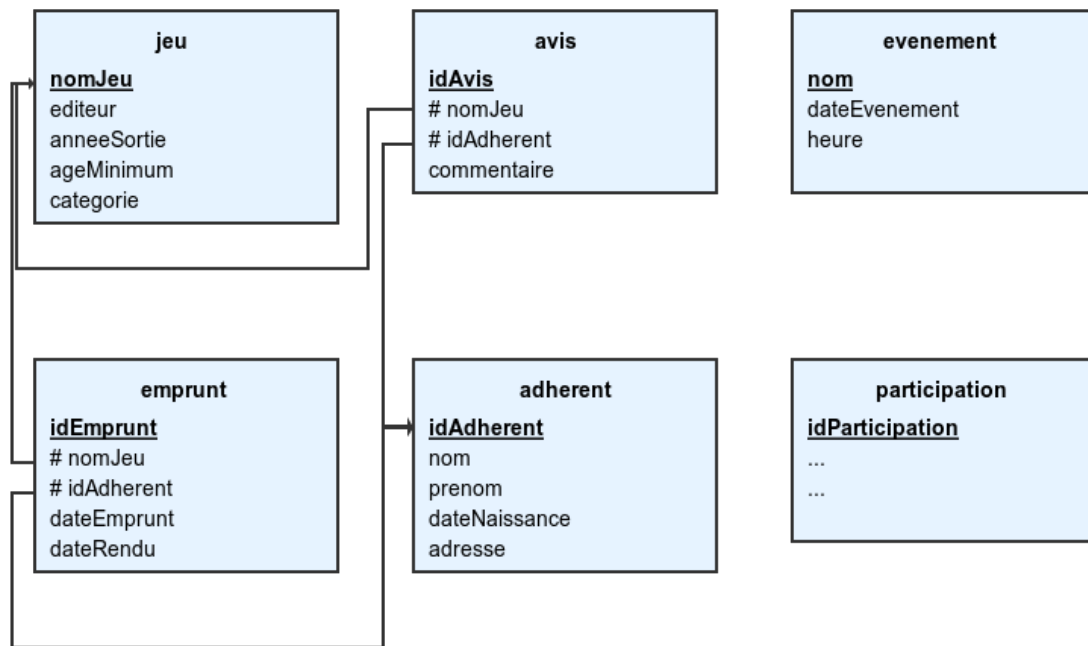 jeu
nomJeu
editeur
anneeSortie
ageMinimum
categorie
avis
idAvis
# nomJeu
# idAdherent
commentaire
evenement
nom
dateEvenement
heure
emprunt
idEmprunt
# nomJeu
# idAdherent
dateEmprunt
dateRendu
adherent
idAdherent
nom
prenom
dateNaissance
adresse
participation
idParticipation
...
...